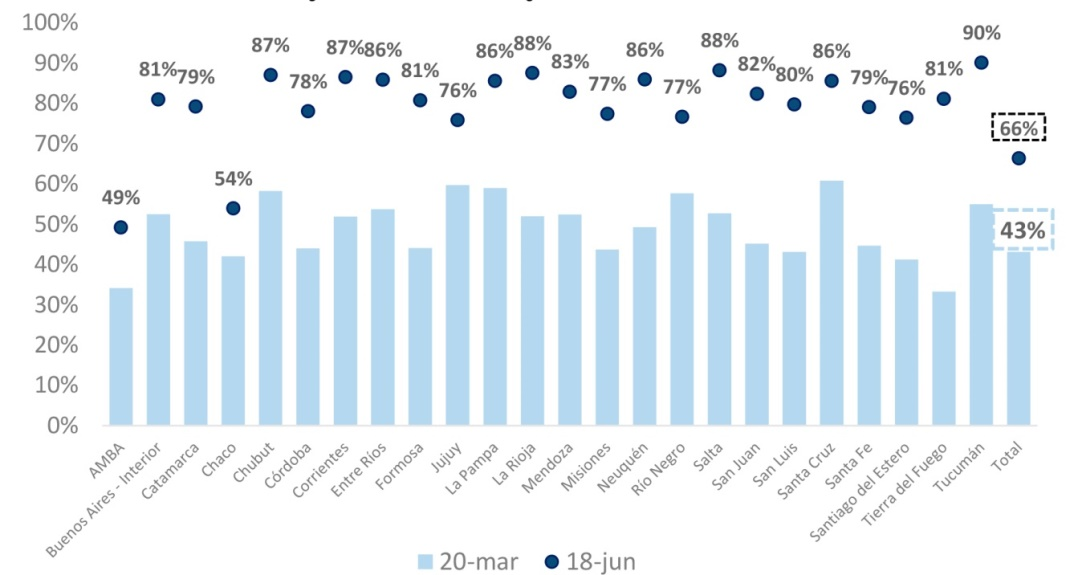 100%
90%
80%
70%
60%
50%
40%
30%
20%
10%
0%
49%
81%
79%
54%
87%
78%
87%
86%
81%
76%
86%
88%
83%
77%
86%
77%
88%
82%
80%
86%
79%
76%
81%
90%
66%
43%
AMBA
Buenos Aires - Interior
Catamarca
Chaco
Chubut
Córdoba
Corrientes
Entre Ríos
Formosa
Jujuy
La Pampa
La Rioja
Mendoza
Misiones
Neuquén
Río Negro
Salta
San Juan
San Luis
Santa Cruz
Santa Fe
Santiago del Estero
Tierra del Fuego
Tucumán
Total
20-mar
18-jun